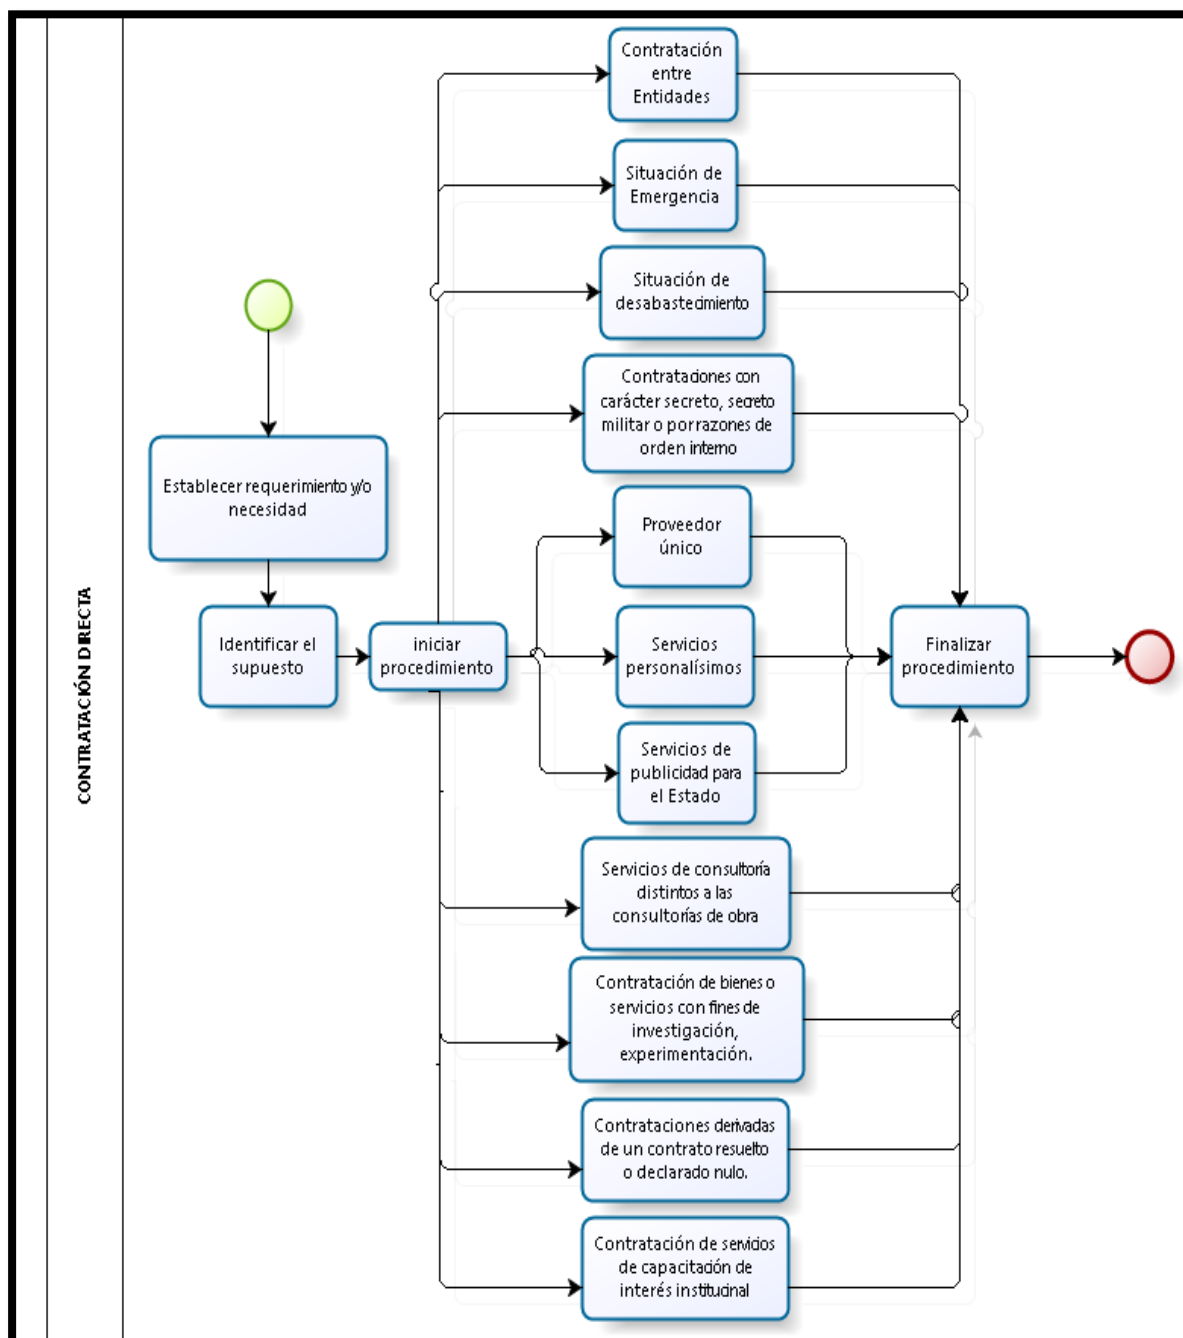 CONTRATACIÓN DIRECTA
Contratación
entre
Entidades
Situación de
Emergencia
Situación de
desabastecimiento
Contrataciones con
carácter secreto, secreto
militar o por razones de
orden interno
Establecer requerimiento y/o
necesidad
Identificar el
supuesto
iniciar
procedimiento
Proveedor
único
Servicios
personalísimos
Servicios de
publicidad para
el Estado
Finalizar
procedimiento
Servicios de consultoría
distintos a las
consultorías de obra
Contratación de bienes o
servicios con fines de
investigación,
experimentación.
Contrataciones derivadas
de un contrato resuelto
o declarado nulo.
Contratación de servicios
de capacitación de
interés institucinal